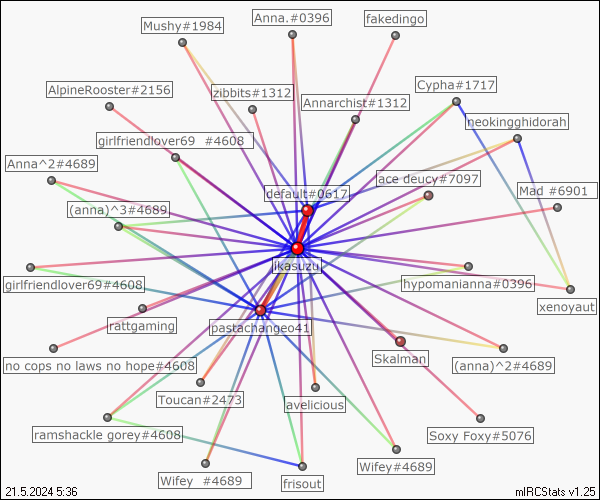 Anna.#0396
fakedingo
Mushy#1984
Cypha#1717
AlpineRooster#2156
zibbits#1312
Annarchist#1312
neokingghidorah
girlfriendlover69 #4608
Anna^2#4689
ace deucy#7097
default#0617
Mad #6901
(anna)^3#4689
jkasuzu
girlfriendlover69#4608
hypomanianna#0396
xenoyaut
rattgaming
pastachangeo41
Skalman
no cops no laws no hope#4608
(anna)^2#4689
Toucan#2473
avelicious
ramshackle gorey#4608
Soxy Foxy#5076
Wifey#4689
Wifey #4689
frisout
21.5.2024 5:36
mIRCStats v1.25